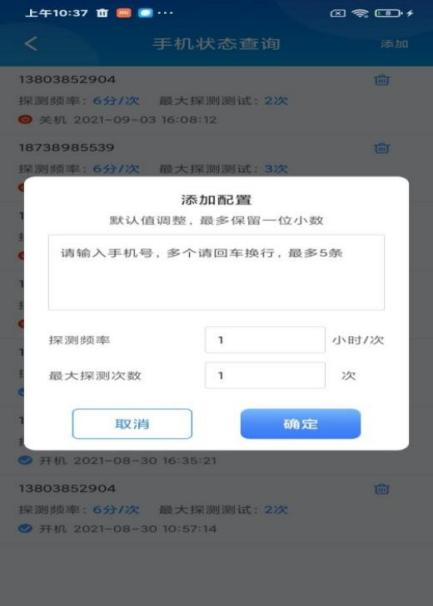 上午10:37
手机状态查询
添加
13803852904
探测频率：6分/次 最大探测测试：2次
关机 2021-09-03 16:08:12
18738985539
探测频率：6分/次 最大探测测试：3次
添加配置
默认值调整，最多保留一位小数
请输入手机号，多个请回车换行，最多5条
探测频率 1 小时/次
最大探测次数 1 次
取消 确定
开机 2021-08-30 16:35:21
13803852904
探测频率：6分/次 最大探测测试：2次
开机 2021-08-30 10:57:14